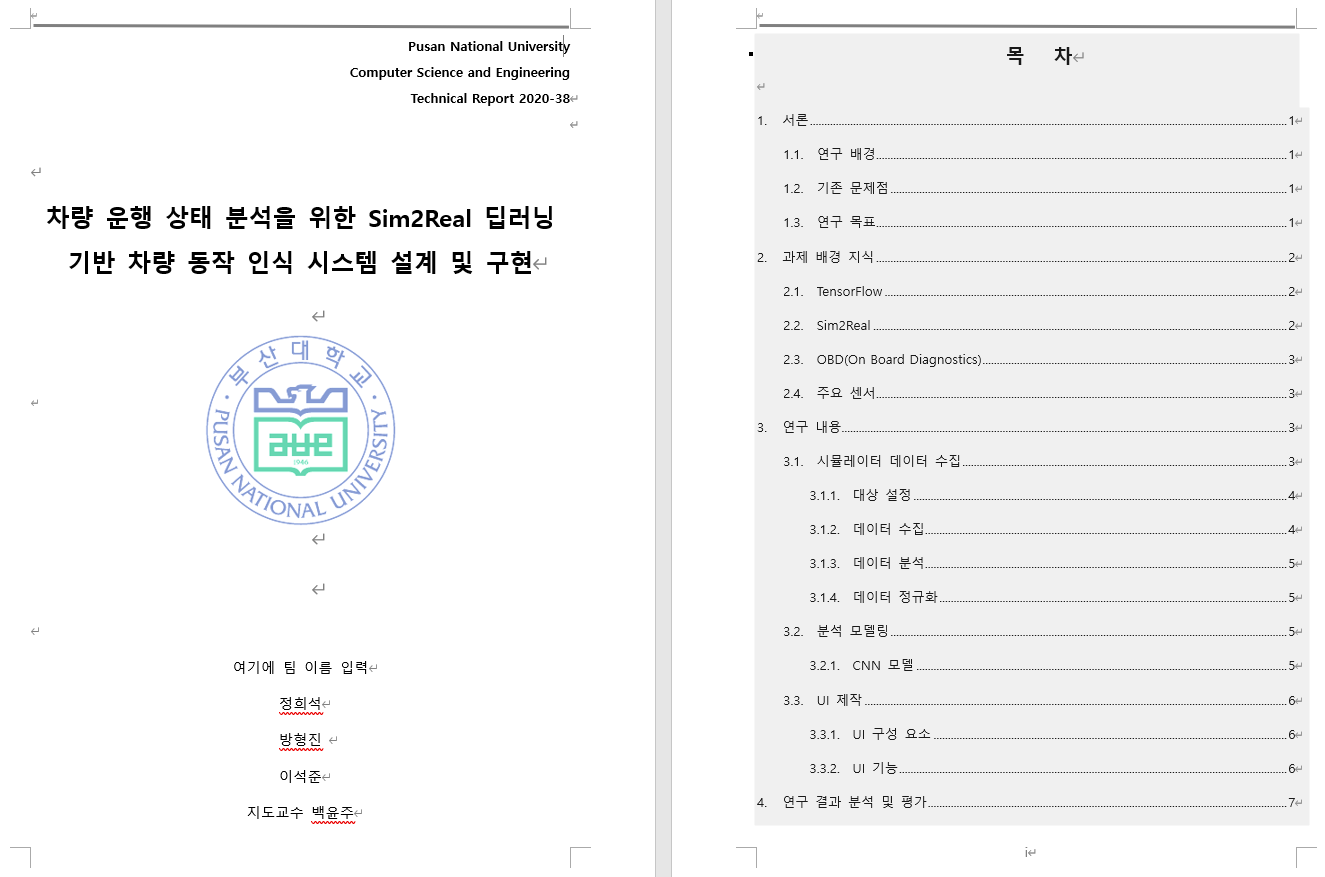 Pusan National University
Computer Science and Engineering
Technical Report 2020-38
차량 운행 상태 분석을 위한 Sim2Real 딥러닝
기반 차량 동작 인식 시스템 설계 및 구현
부산대학교
PUSAN NATIONAL UNIVERSITY
1946
여기에 팀 이름 입력
정희석
방형진
이석준
지도교수 백윤주
목 차
1. 서론 1
1.1. 연구 배경 1
1.2. 기존 문제점 1
1.3. 연구 목표 1
2. 과제 배경 지식 2
2.1. TensorFlow 2
2.2. Sim2Real 2
2.3. OBD(On Board Diagnostics) 3
2.4. 주요 센서 3
3. 연구 내용 3
3.1. 시뮬레이터 데이터 수집 3
3.1.1. 대상 설정 4
3.1.2. 데이터 수집 4
3.1.3. 데이터 분석 5
3.1.4. 데이터 정규화 5
3.2. 분석 모델링 5
3.2.1. CNN 모델 5
3.3. UI 제작 6
3.3.1. UI 구성 요소 6
3.3.2. UI 기능 6
4. 연구 결과 분석 및 평가 7
i